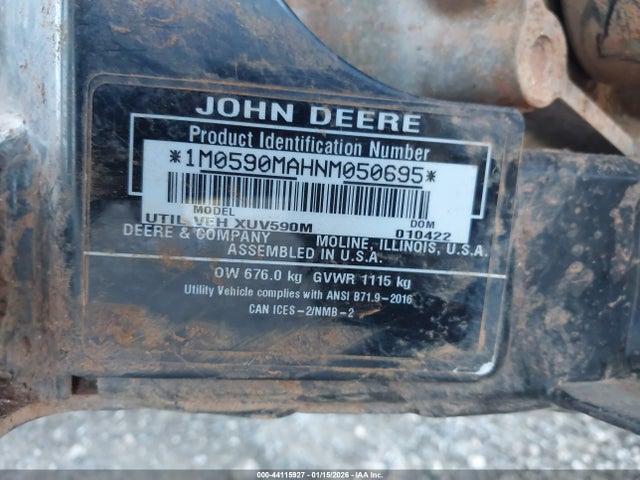 JOHN DEERE
Product Identification Number
*1M0590MAHNM050695*
MODEL DOM
UTIL VEH XUV590M 010422
DEERE & COMPANY MOLINE, ILLINOIS, U.S.A.
ASSEMBLED IN U.S.A.
OW 676.0 kg GVWR 1115 kg
Utility Vehicle complies with ANSI B71.9-2016
CAN ICES-2/NMB-2
000-44115927 - 01/15/2026 - IAAI.COM